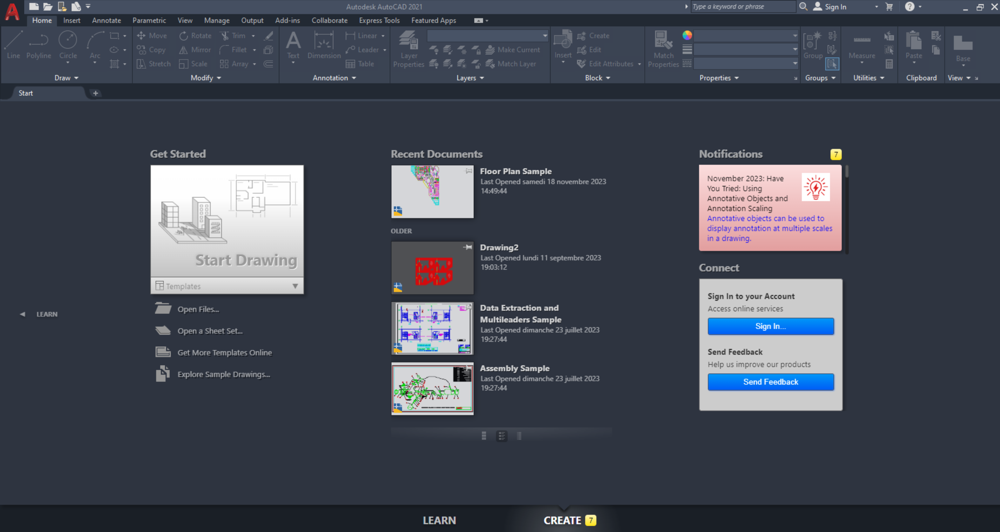 Autodesk AutoCAD 2021
Type a keyword or phrase
Sign In
Home
Insert
Annotate
Parametric
View
Manage
Output
Add-ins
Collaborate
Express Tools
Featured Apps
Line
Polyline
Circle
Arc
Draw
Move
Rotate
Trim
Copy
Mirror
Fillet
Stretch
Scale
Array
Modify
Text
Dimension
Linear
Leader
Table
Annotation
Layer
Properties
Make Current
Match Layer
Layers
Insert
Create
Edit
Edit Attributes
Block
Match
Properties
Properties
Group
Groups
Measure
Utilities
Paste
Clipboard
Base
View
Start
Get Started
Start Drawing
Templates
Open Files...
Open a Sheet Set...
Get More Templates Online
Explore Sample Drawings...
LEARN
Recent Documents
Floor Plan Sample
Last Opened samedi 18 novembre 2023
14:49:44
OLDER
Drawing2
Last Opened lundi 11 septembre 2023
19:03:12
Data Extraction and
Multileaders Sample
Last Opened dimanche 23 juillet 2023
19:27:44
Assembly Sample
Last Opened dimanche 23 juillet 2023
19:27:44
Notifications
7
November 2023: Have
You Tried: Using
Annotative Objects and
Annotation Scaling
Annotative objects can be used to
display annotation at multiple scales
in a drawing.
Connect
Sign In to your Account
Access online services
Sign In...
Send Feedback
Help us improve our products
Send Feedback
LEARN
CREATE 7